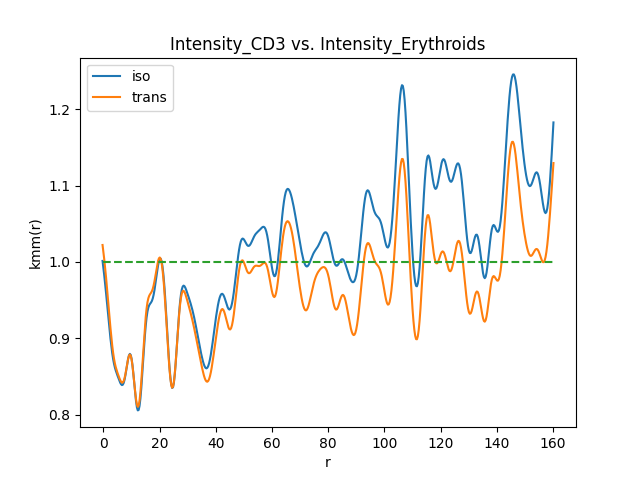 Intensity_CD3 vs. Intensity_Erythroids
iso
trans
kmm(r)
1.2
1.1
1.0
0.9
0.8
0 20 40 60 80 100 120 140 160
r